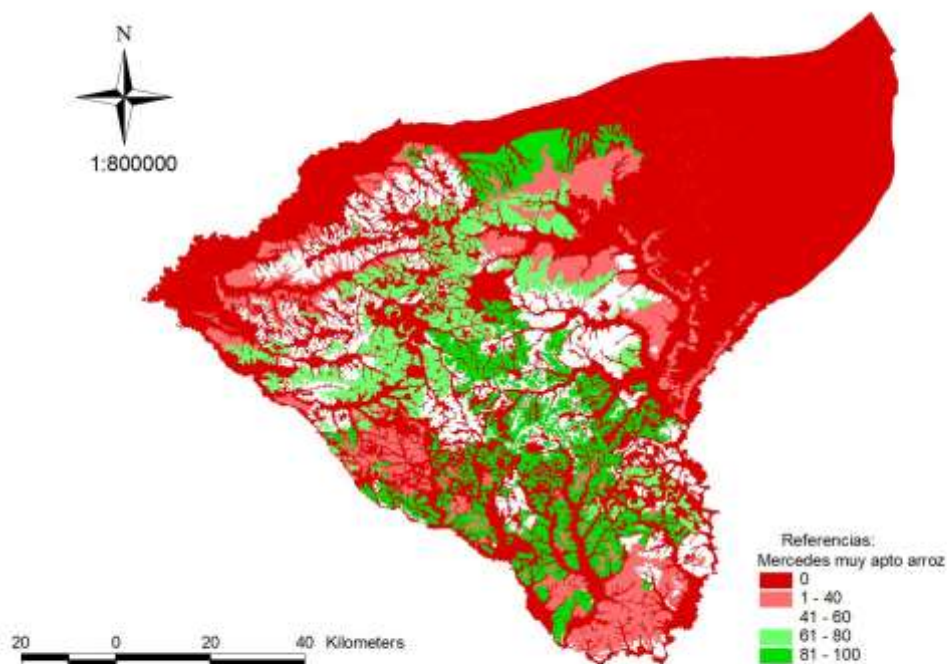 N
1:800000
Referencias:
Mercedes muy apto arroz
0
1 - 40
41 - 60
61 - 80
81 - 100
20 0 20 40 Kilometers